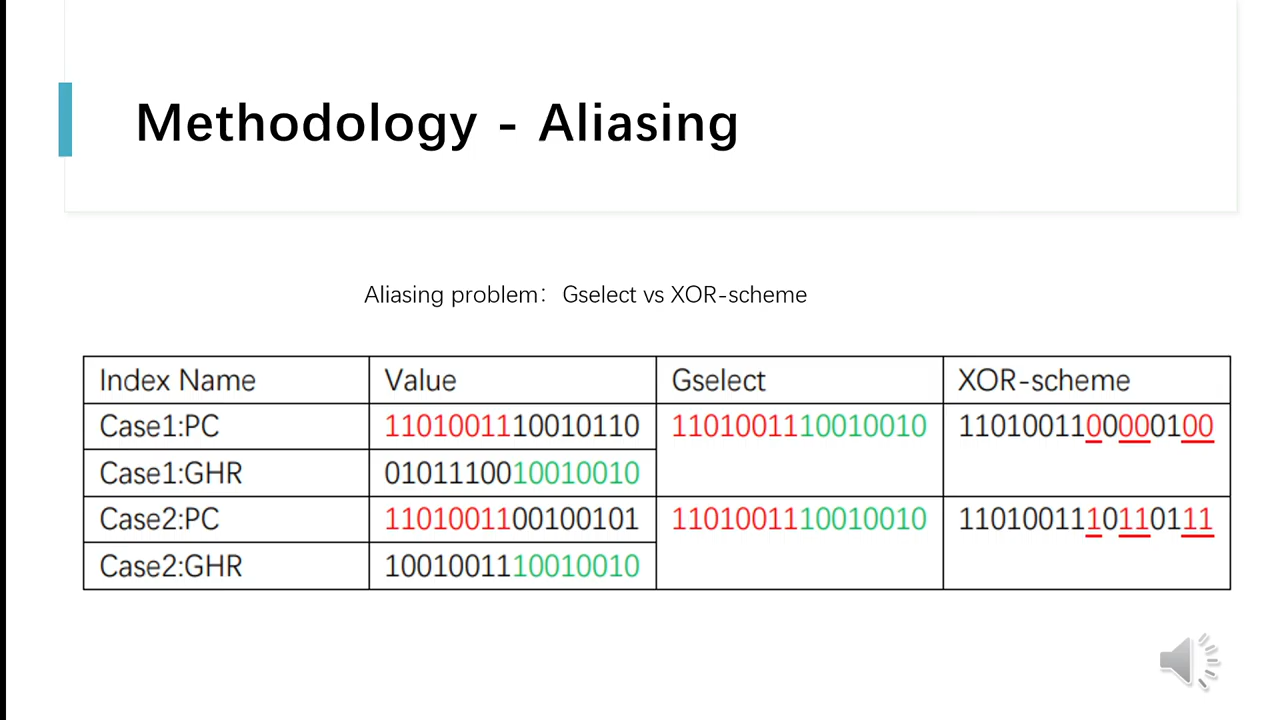 Methodology - Aliasing
Aliasing problem: Gselect vs XOR-scheme
Index Name Value Gselect XOR-scheme
Case1:PC 1101001110010110 1101001110010010 1101001100000100
Case1:GHR 0101110010010010
Case2:PC 1101001100100101 1101001110010010 1101001110110111
Case2:GHR 1001001110010010